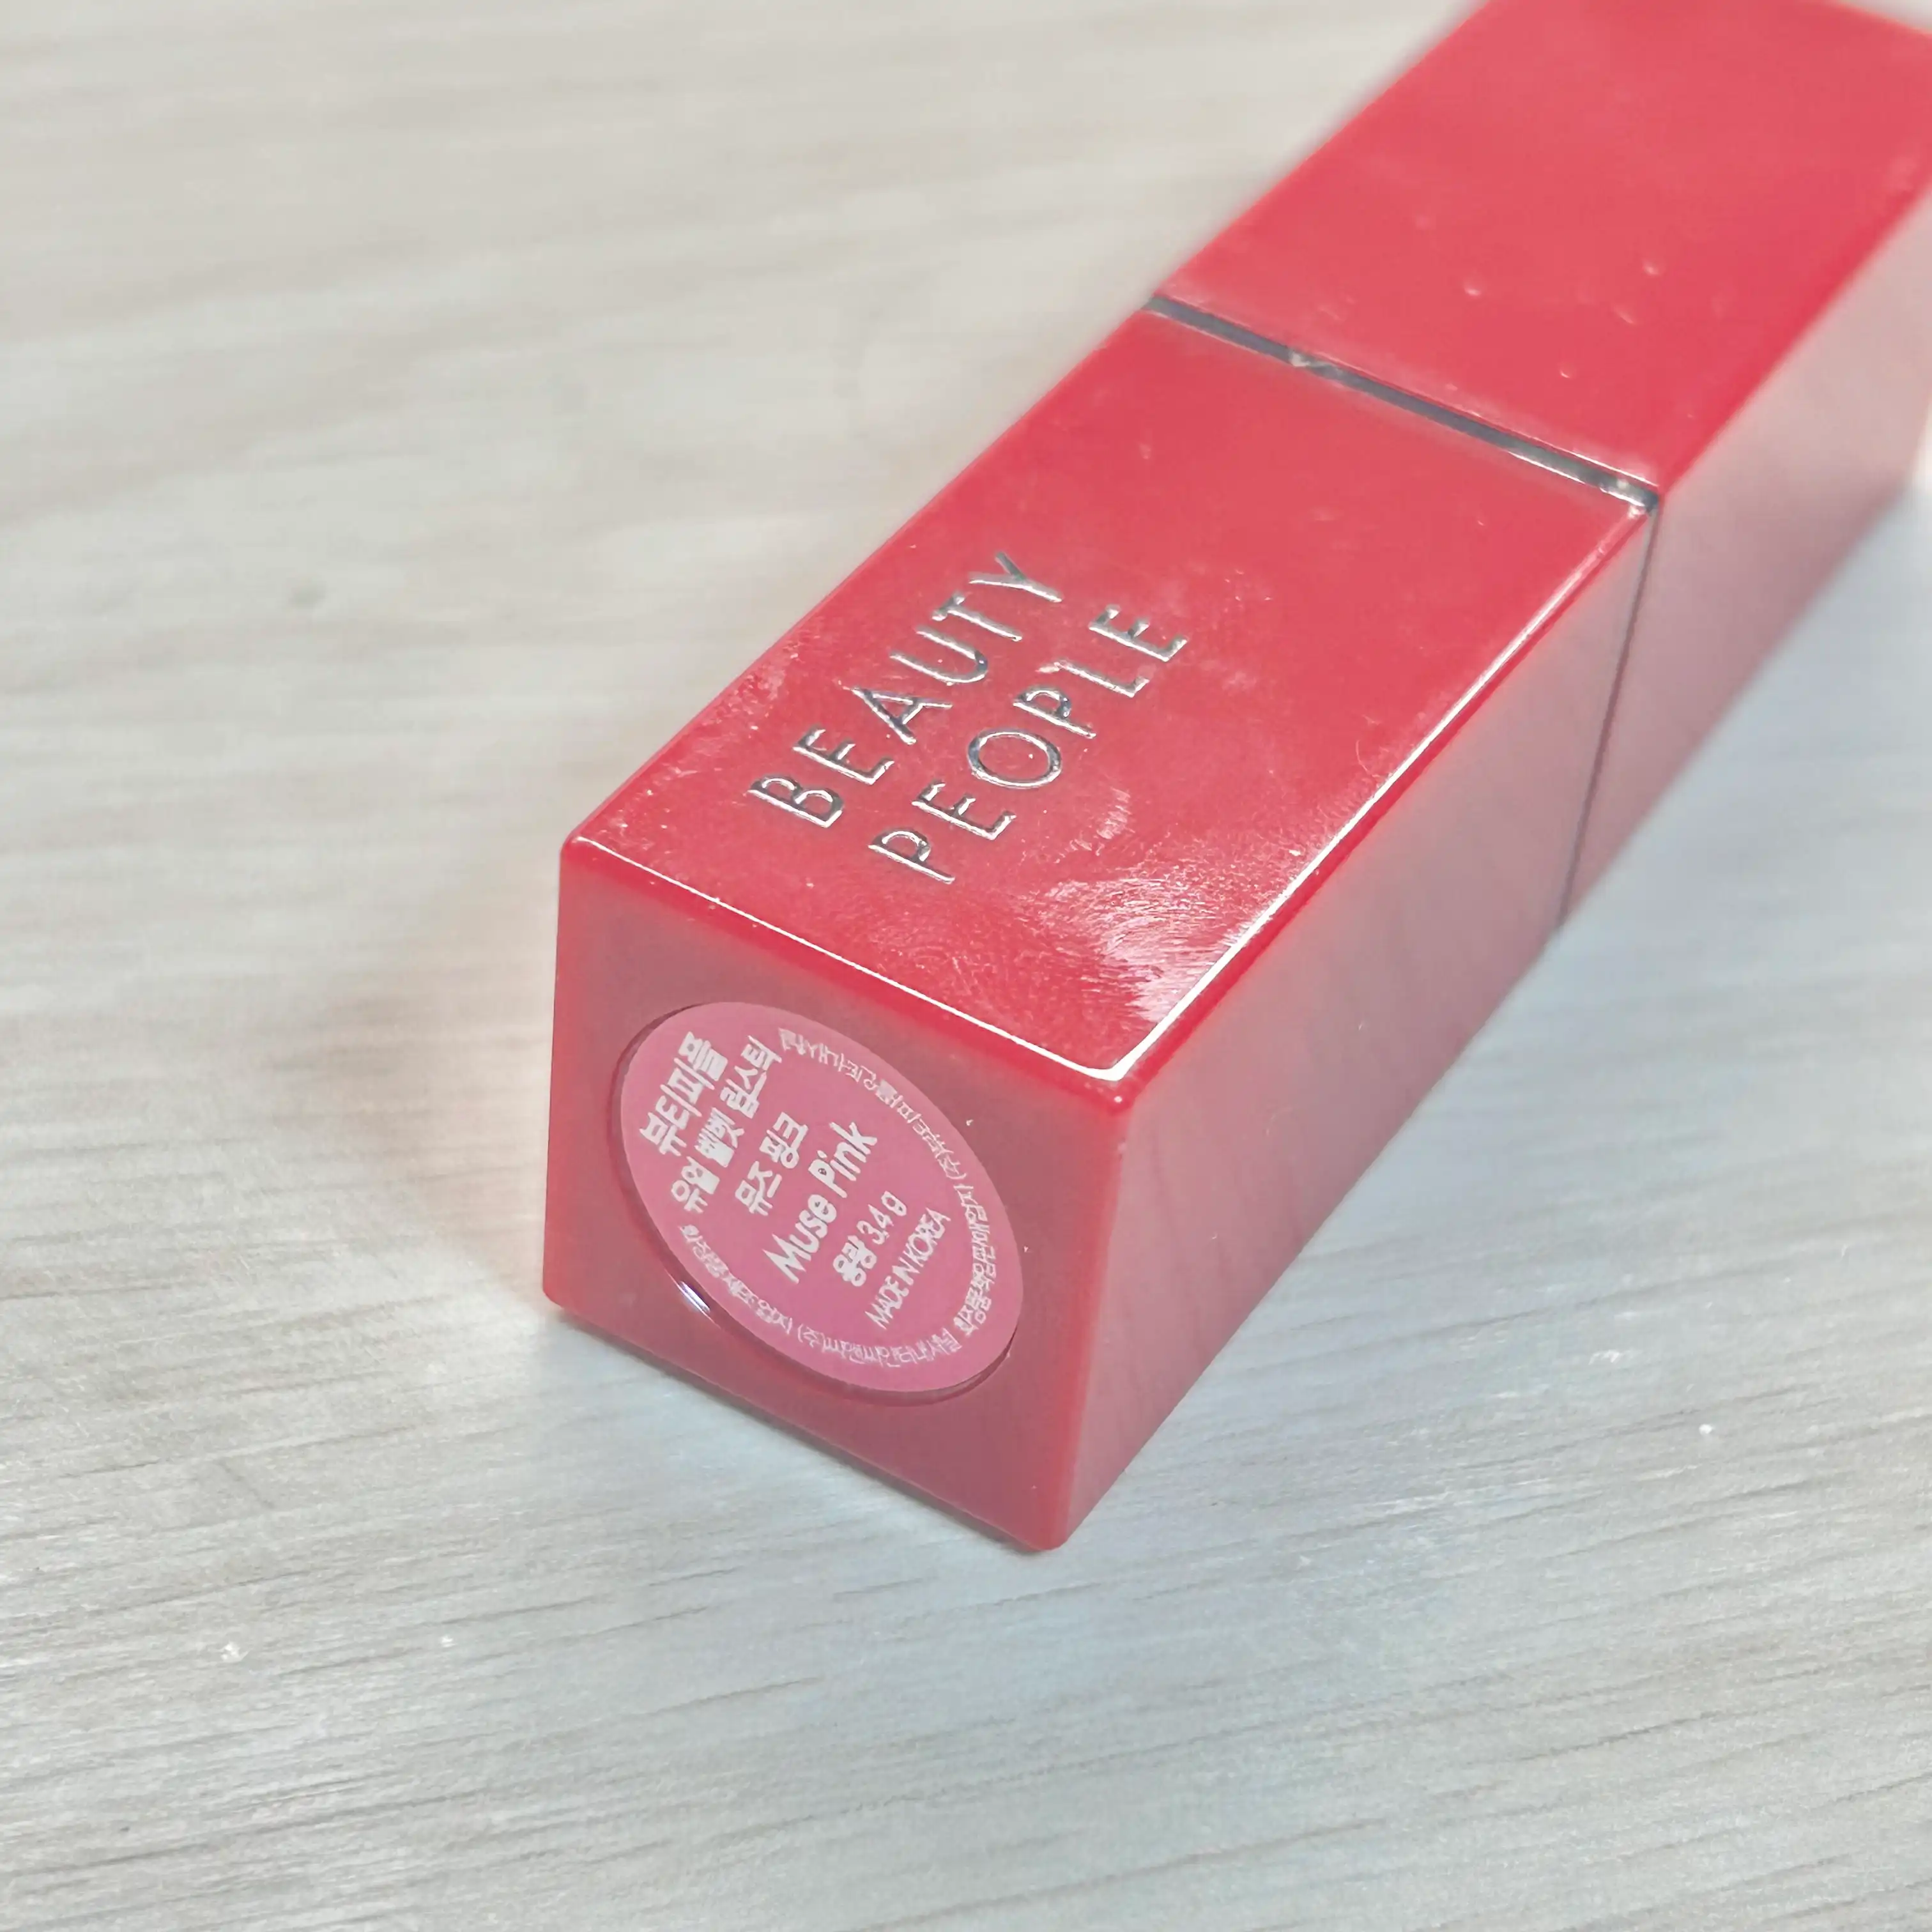 BEAUTY
PEOPLE
뷰티피플
유얼 벨벳 립스틱
뮤즈 핑크
Muse Pink
용량 3.4 g
MADE IN KOREA